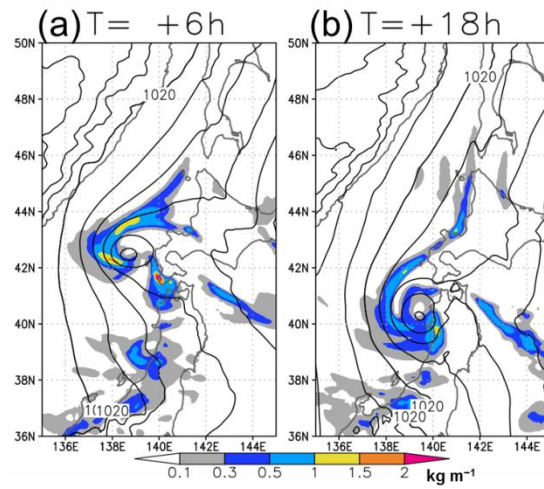 (a) T= +6h (b) T=+18h
50N 50N
1020 1020
48N 48N
46N 46N
44N 44N
42N 42N
40N 40N
38N 38N
1020 1020
1020
36N 36N
136E 138E 140E 142E 144E 136E 138E 140E 142E 144E
0.1 0.3 0.5 1 1.5 2 kg m⁻¹